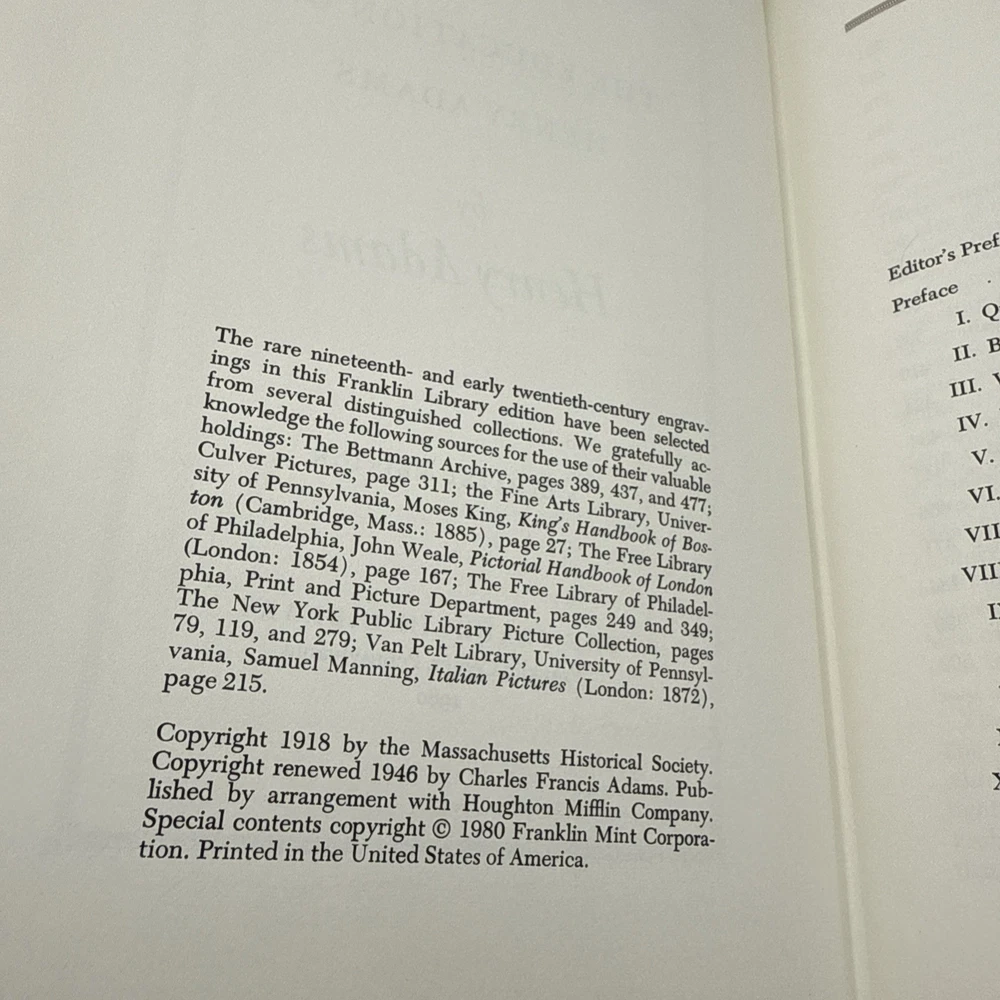 The rare nineteenth- and early twentieth-century engrav-
ings in this Franklin Library edition have been selected
from several distinguished collections. We gratefully ac-
knowledge the following sources for the use of their valuable
holdings: The Bettmann Archive, pages 389, 437, and 477;
Culver Pictures, page 311; the Fine Arts Library, Univer-
sity of Pennsylvania, Moses King, King's Handbook of Bos-
ton (Cambridge, Mass.: 1885), page 27; The Free Library
of Philadelphia, John Weale, Pictorial Handbook of London
(London: 1854), page 167; The Free Library of Philadel-
phia, Print and Picture Department, pages 249 and 349;
The New York Public Library Picture Collection, pages
79, 119, and 279; Van Pelt Library, University of Pennsyl-
vania, Samuel Manning, Italian Pictures (London: 1872),
page 215.
Copyright 1918 by the Massachusetts Historical Society.
Copyright renewed 1946 by Charles Francis Adams. Pub-
lished by arrangement with Houghton Mifflin Company.
Special contents copyright © 1980 Franklin Mint Corpora-
tion. Printed in the United States of America.
Editor's Pref
Preface .
I. Q
II. B
III.
IV.
V.
VI.
VII
VIII